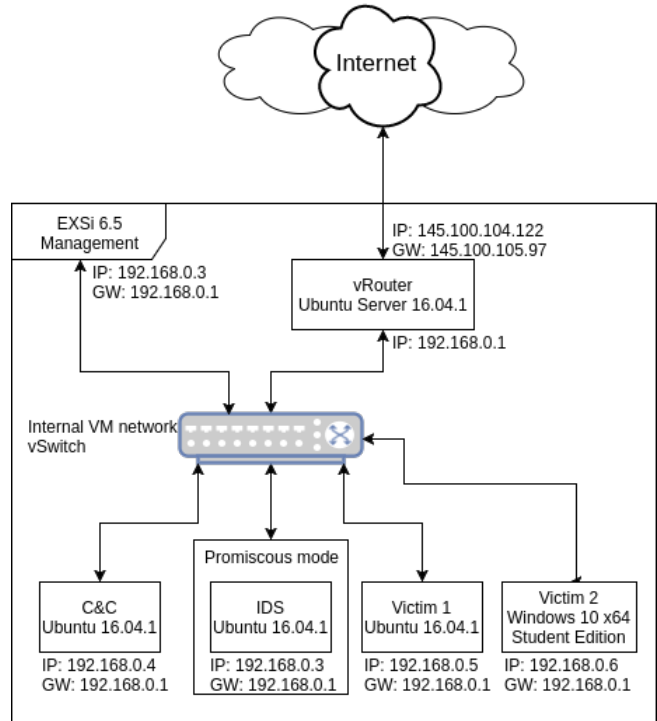 Internet
EXSi 6.5
Management
IP: 192.168.0.3
GW: 192.168.0.1
IP: 145.100.104.122
GW: 145.100.105.97
vRouter
Ubuntu Server 16.04.1
IP: 192.168.0.1
Internal VM network
vSwitch
Promiscous mode
C&C
Ubuntu 16.04.1
IP: 192.168.0.4
GW: 192.168.0.1
IDS
Ubuntu 16.04.1
IP: 192.168.0.3
GW: 192.168.0.1
Victim 1
Ubuntu 16.04.1
IP: 192.168.0.5
GW: 192.168.0.1
Victim 2
Windows 10 x64
Student Edition
IP: 192.168.0.6
GW: 192.168.0.1